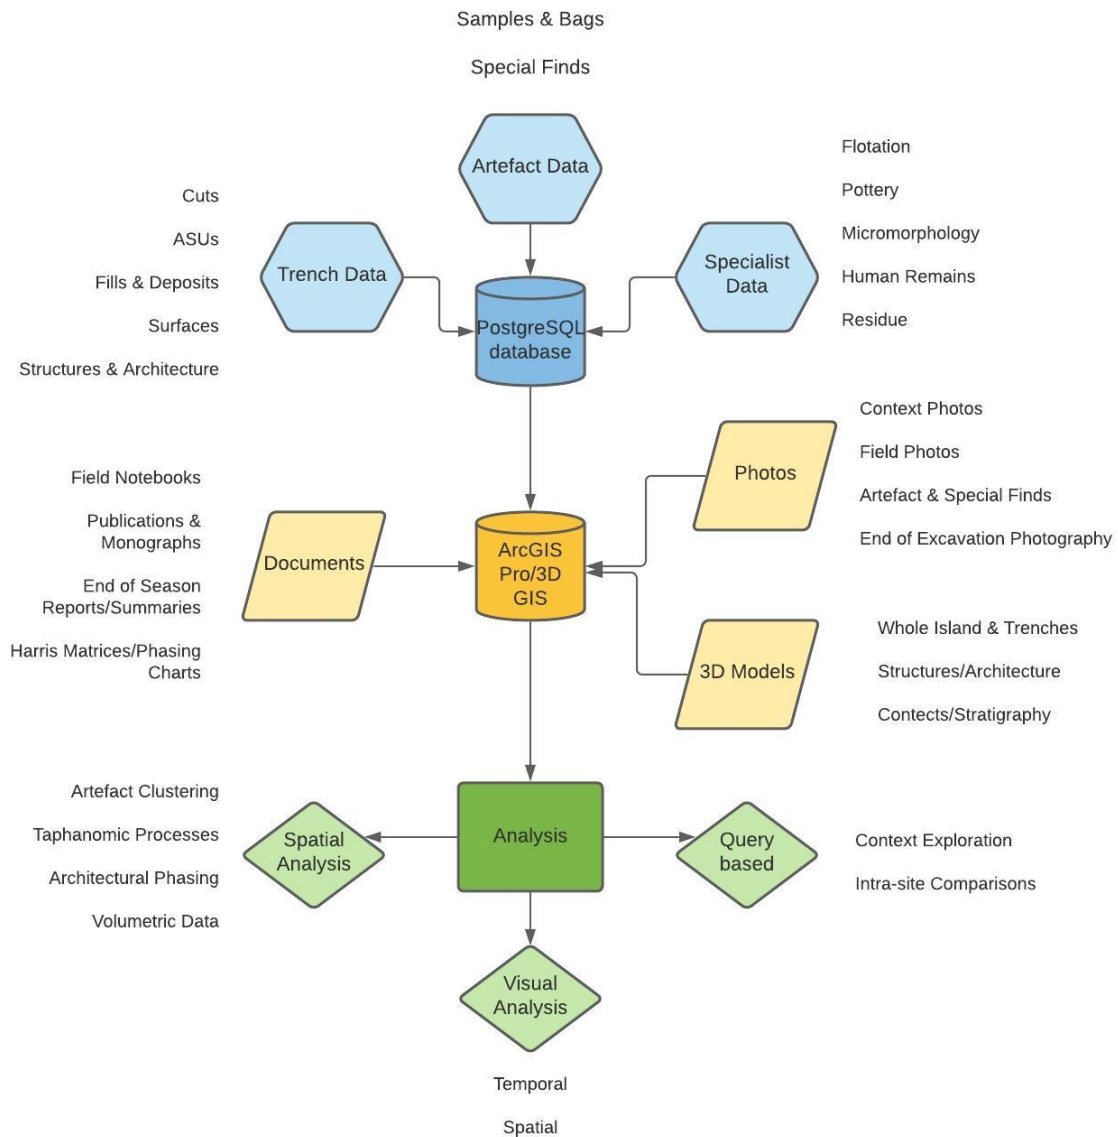 Samples & Bags
Special Finds
Artefact Data
Cuts
ASUs
Fills & Deposits
Surfaces
Structures & Architecture
Trench Data
Specialist
Data
Flotation
Pottery
Micromorphology
Human Remains
Residue
PostgreSQL
database
Context Photos
Field Photos
Artefact & Special Finds
End of Excavation Photography
Photos
Field Notebooks
Publications &
Monographs
End of Season
Reports/Summaries
Harris Matrices/Phasing
Charts
Documents
ArcGIS
Pro/3D
GIS
3D Models
Whole Island & Trenches
Structures/Architecture
Contects/Stratigraphy
Artefact Clustering
Taphanomic Processes
Architectural Phasing
Volumetric Data
Spatial
Analysis
Analysis
Query
based
Context Exploration
Intra-site Comparisons
Visual
Analysis
Temporal
Spatial